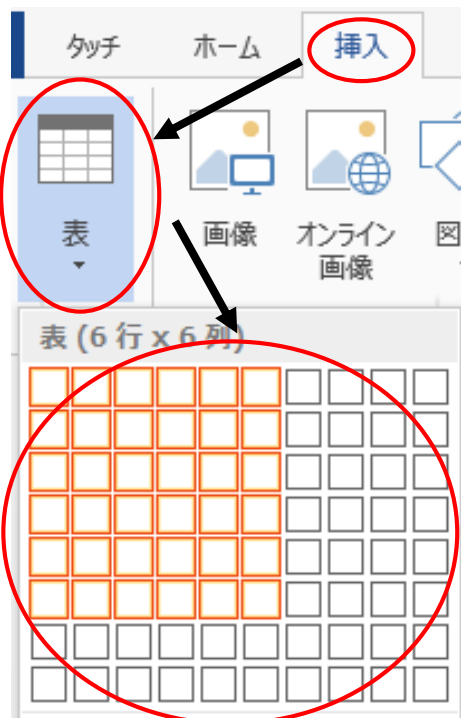 タッチ ホーム 挿入
表 画像 オンライン 図
画像
表 (6 行 x 6 列)